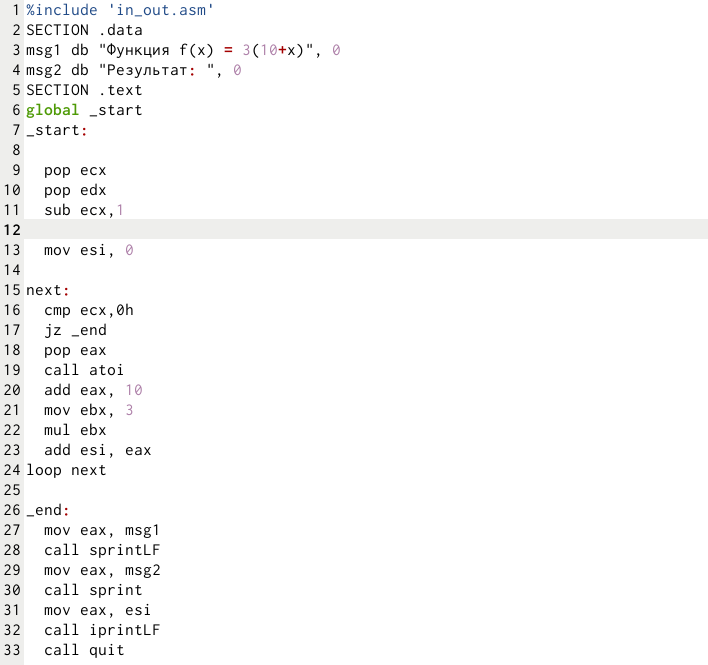 1 %include 'in_out.asm'
2 SECTION .data
3 msg1 db "Функция f(x) = 3(10+x)", 0
4 msg2 db "Результат: ", 0
5 SECTION .text
6 global _start
7 _start:
8
9 pop ecx
10 pop edx
11 sub ecx,1
12
13 mov esi, 0
14
15 next:
16 cmp ecx,0h
17 jz _end
18 pop eax
19 call atoi
20 add eax, 10
21 mov ebx, 3
22 mul ebx
23 add esi, eax
24 loop next
25
26 _end:
27 mov eax, msg1
28 call sprintLF
29 mov eax, msg2
30 call sprint
31 mov eax, esi
32 call iprintLF
33 call quit